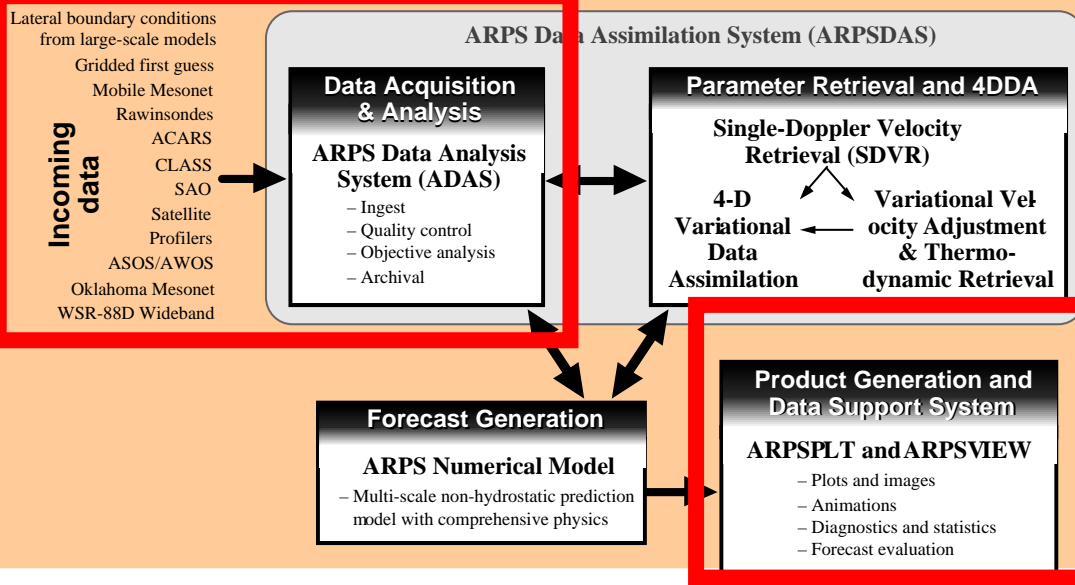 Lateral boundary conditions
from large-scale models
Gridded first guess
Mobile Mesonet
Rawinsondes
ACARS
CLASS
SAO
Satellite
Profilers
ASOS/AWOS
Oklahoma Mesonet
WSR-88D Wideband
Incoming
data
ARPS Data Assimilation System (ARPSDAS)
Data Acquisition
& Analysis
ARPS Data Analysis
System (ADAS)
– Ingest
– Quality control
– Objective analysis
– Archival
Parameter Retrieval and 4DDA
Single-Doppler Velocity
Retrieval (SDVR)
4-D
Variational
Data
Assimilation
Variational Vel-
ocity Adjustment
& Thermo-
dynamic Retrieval
Forecast Generation
ARPS Numerical Model
– Multi-scale non-hydrostatic prediction
model with comprehensive physics
Product Generation and
Data Support System
ARPSPLT and ARPSVIEW
– Plots and images
– Animations
– Diagnostics and statistics
– Forecast evaluation